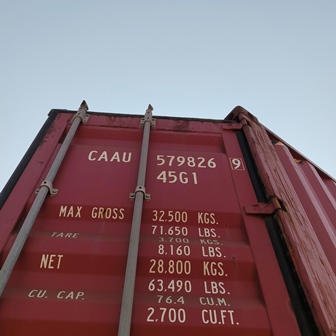 CAAU 579826 9
45G1
MAX GROSS 32.500 KGS.
71.650 LBS.
TARE 3.700 KGS.
8.160 LBS.
NET 28.800 KGS.
63.490 LBS.
CU. CAP. 76.4 CU.M.
2,700 CU.FT.